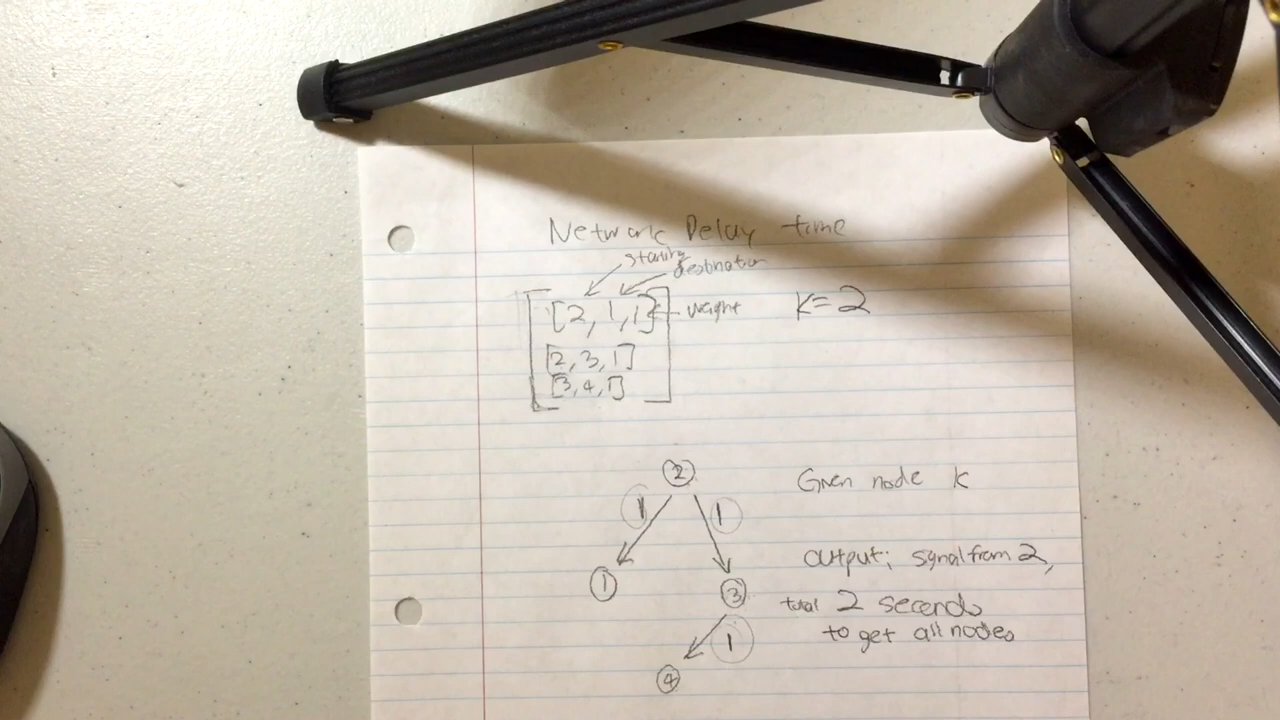 Network Delay time
starting
destination
[2, 1, 1] weight K=2
[2, 3, 1]
[3, 4, 1]
2
Given node K
1 1
output; signal from 2,
1 3
total 2 seconds
to get all nodes
1
4